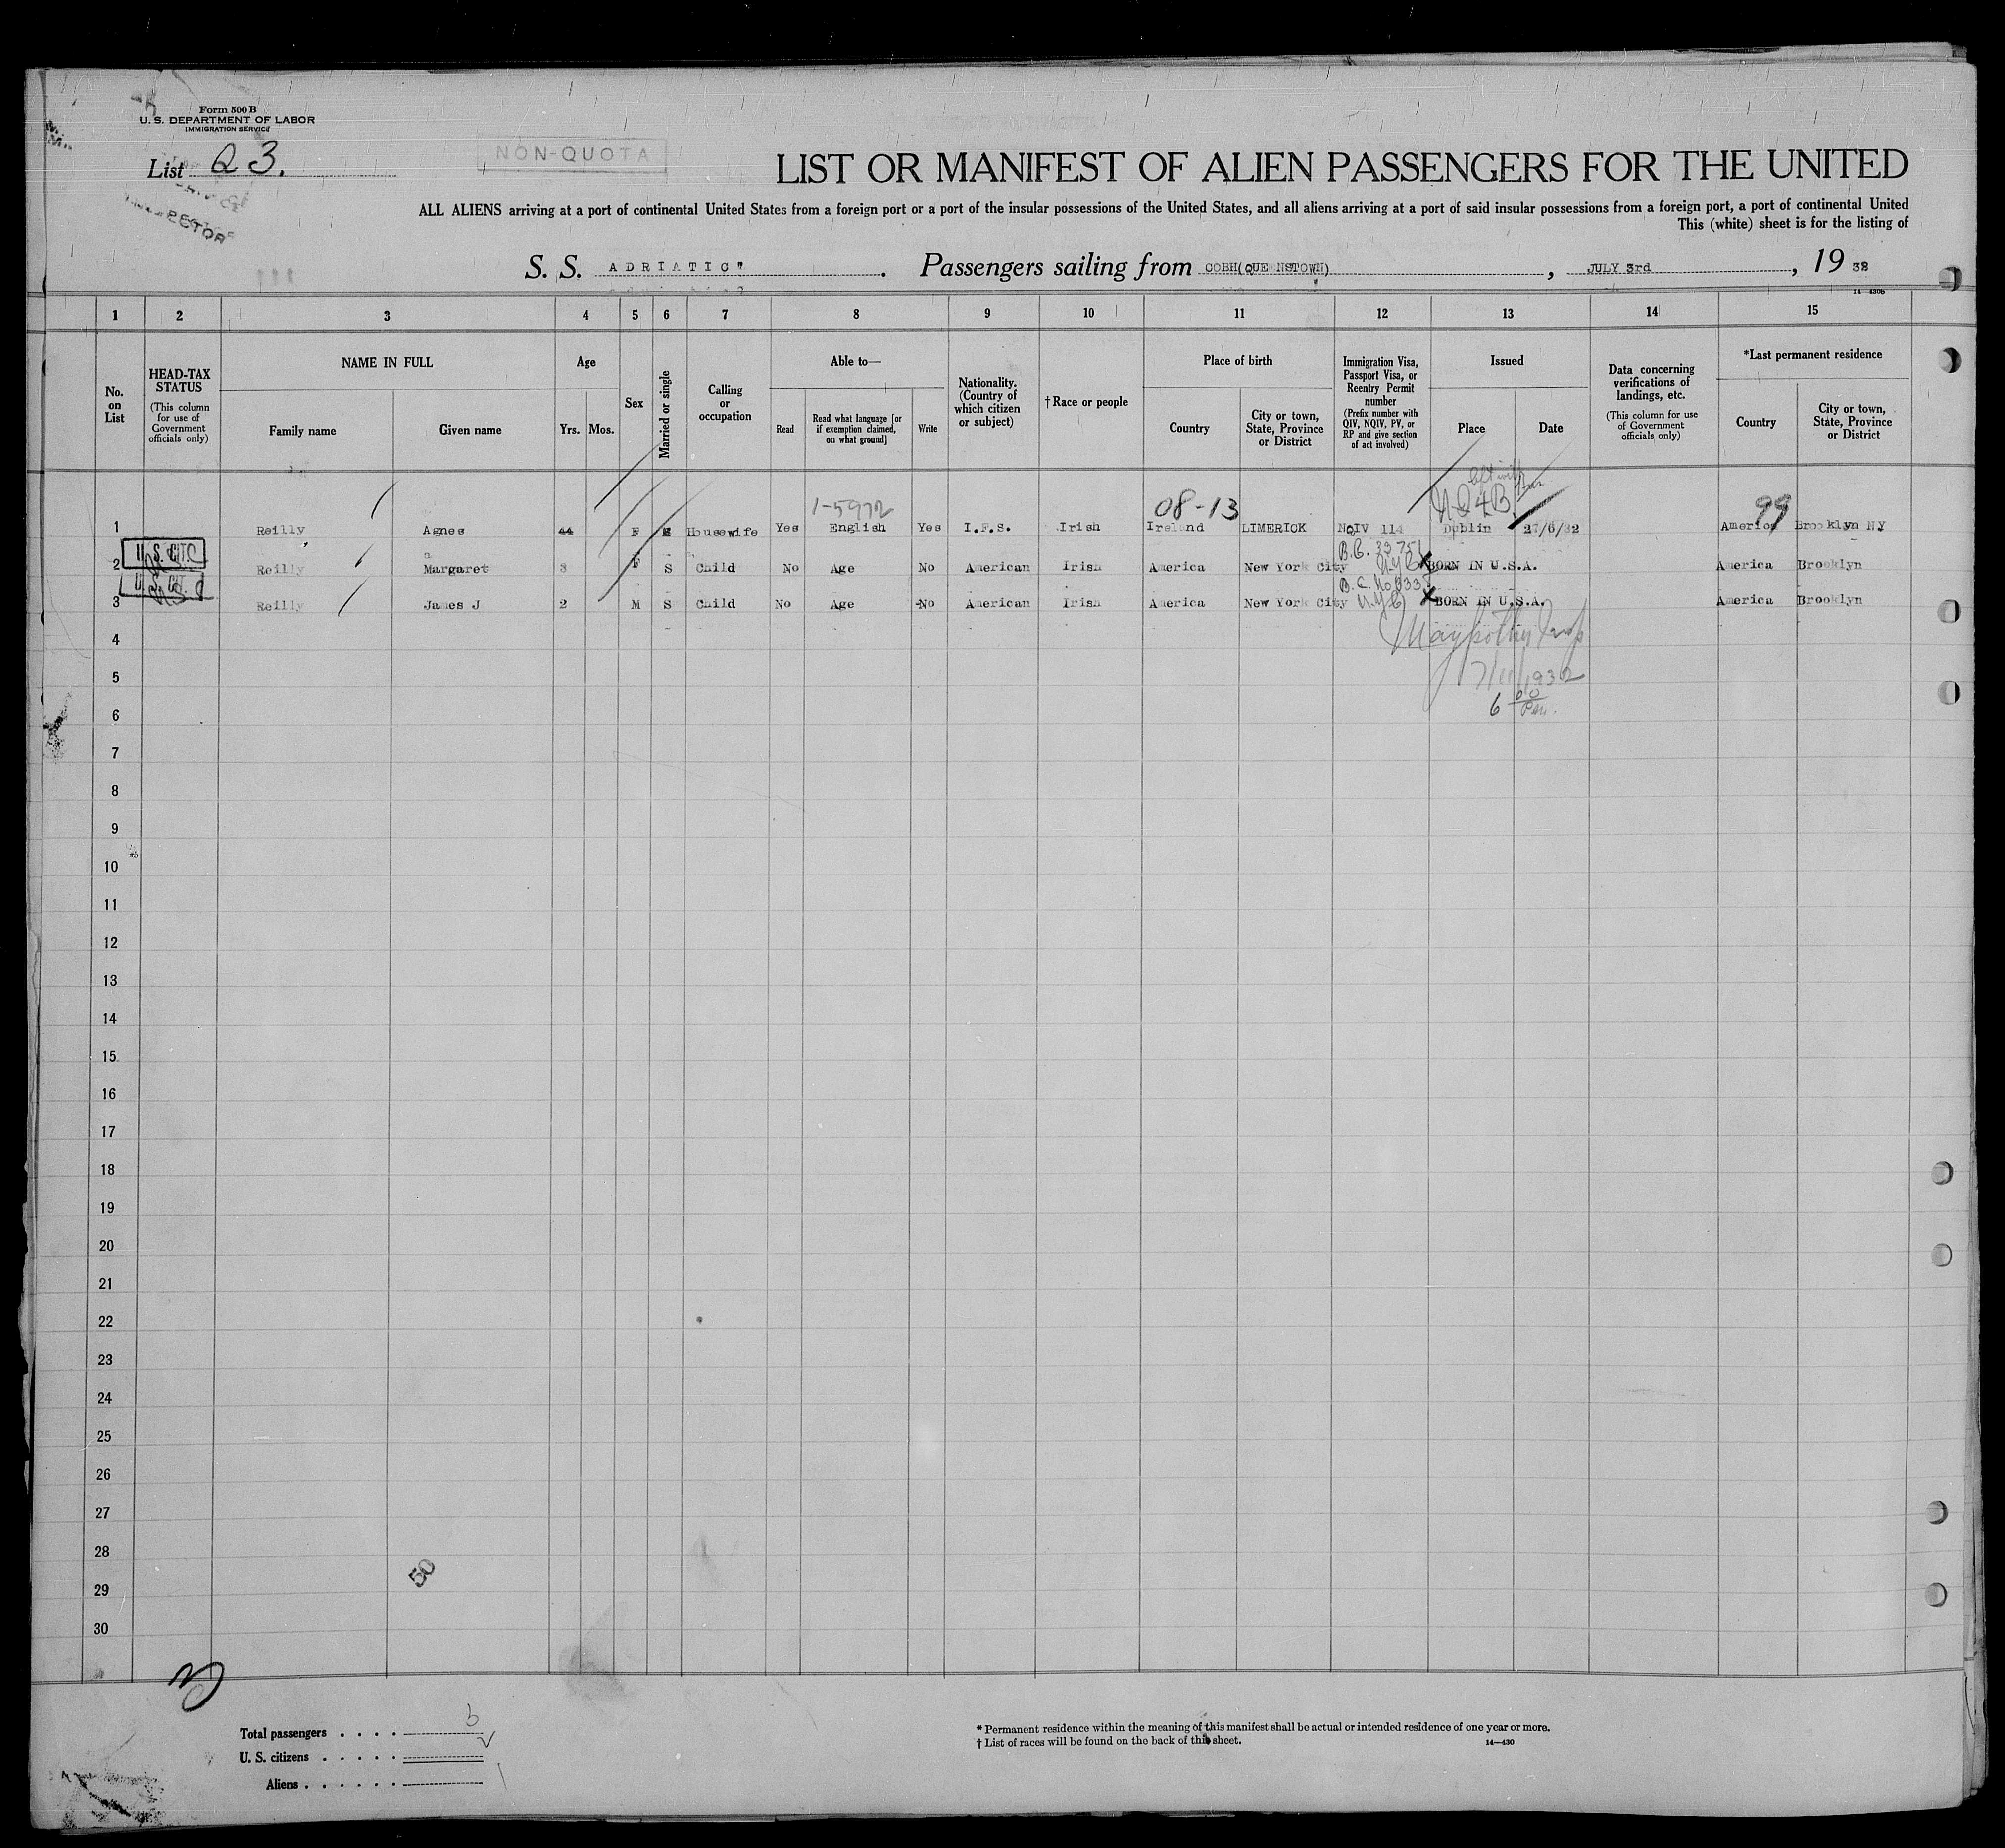 Form 500 B
U. S. DEPARTMENT OF LABOR
IMMIGRATION SERVICE
List Q 3.
NON-QUOTA
INSPECTOR
LIST OR MANIFEST OF ALIEN PASSENGERS FOR THE UNITED
ALL ALIENS arriving at a port of continental United States from a foreign port or a port of the insular possessions of the United States, and all aliens arriving at a port of said insular possessions from a foreign port, a port of continental United
This (white) sheet is for the listing of
S. S. ADRIATIC" . Passengers sailing from COBH(QUE NSTOWN) , JULY 3rd , 19 32
14—430b
1 2 3 4 5 6 7 8 9 10 11 12 13 14 15
No. on List
HEAD-TAX STATUS
(This column for use of Government officials only)
NAME IN FULL
Family name
Given name
Age
Yrs. Mos.
Sex
Married or single
Calling or occupation
Able to—
Read
Read what language [or if exemption claimed, on what ground]
Write
Nationality. (Country of which citizen or subject)
†Race or people
Place of birth
Country
City or town, State, Province or District
Immigration Visa, Passport Visa, or Reentry Permit number
(Prefix number with QIV, NQIV, PV, or RP and give section of act involved)
Issued
Place
Date
Data concerning verifications of landings, etc.
(This column for use of Government officials only)
*Last permanent residence
Country
City or town, State, Province or District
1-5972 08-13 99
1 Reilly Agnes 44 F M Housewife Yes English Yes I.F.S. Irish Ireland LIMERICK NQIV 114 Dublin 27/6/32 America Brooklyn NY
U. S. CIT.
2 Reilly Margaret 3 F S Child No Age No American Irish America New York City BORN IN U.S.A. America Brooklyn
U. S. CIT.
3 Reilly James J 2 M S Child No Age No American Irish America New York City N.Y.C. BORN IN U.S.A. America Brooklyn
4
5 7/11/1932
6 6
7
8
9
10
11
12
13
14
15
16
17
18
19
20
21
22
23
24
25
26
27
28
29
30
50
Total passengers . . . .
U. S. citizens . . . . .
Aliens . . . . . .
* Permanent residence within the meaning of this manifest shall be actual or intended residence of one year or more.
† List of races will be found on the back of this sheet.
14—430